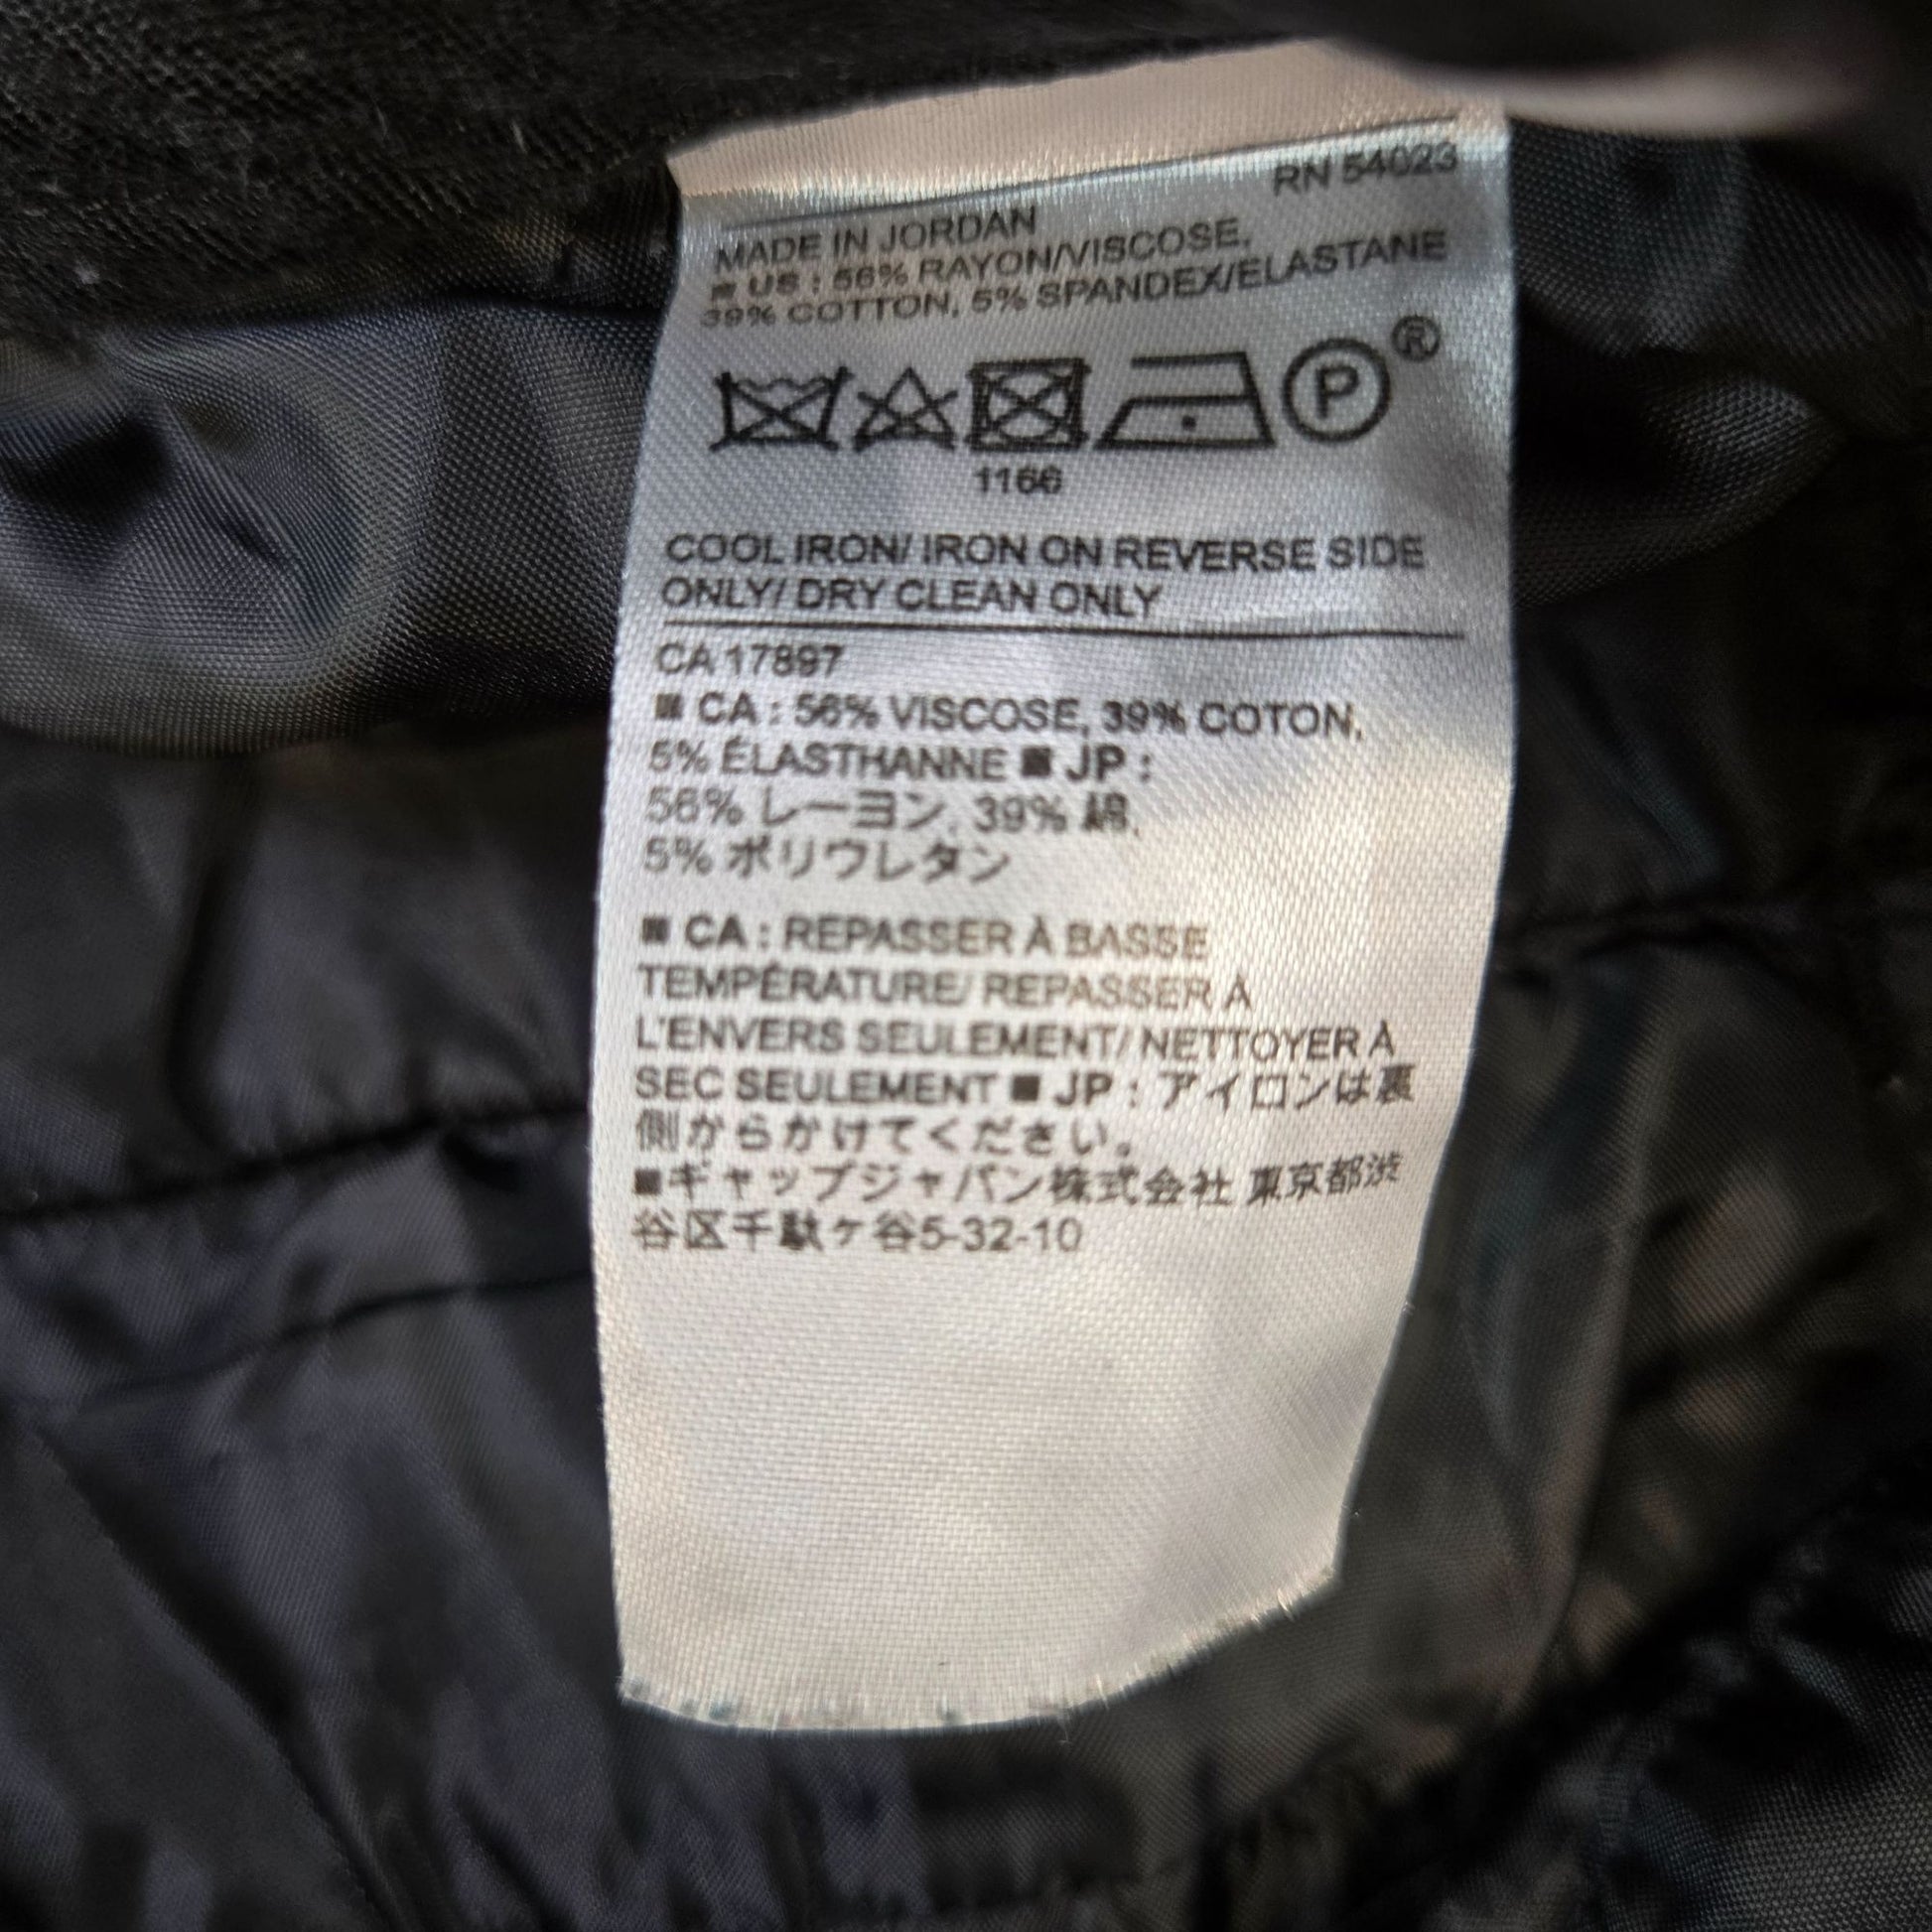 RN 54023
MADE IN JORDAN
■ US : 56% RAYON/VISCOSE,
39% COTTON, 5% SPANDEX/ELASTANE
P ®
1166
COOL IRON/ IRON ON REVERSE SIDE
ONLY/ DRY CLEAN ONLY
CA 17897
■ CA : 56% VISCOSE, 39% COTON,
5% ÉLASTHANNE ■ JP :
56% レーヨン, 39% 綿,
5% ポリウレタン
■ CA : REPASSER À BASSE
TEMPÉRATURE/ REPASSER À
L'ENVERS SEULEMENT/ NETTOYER À
SEC SEULEMENT ■ JP : アイロンは裏
側からかけてください。
■ギャップジャパン株式会社 東京都渋
谷区千駄ヶ谷5-32-10